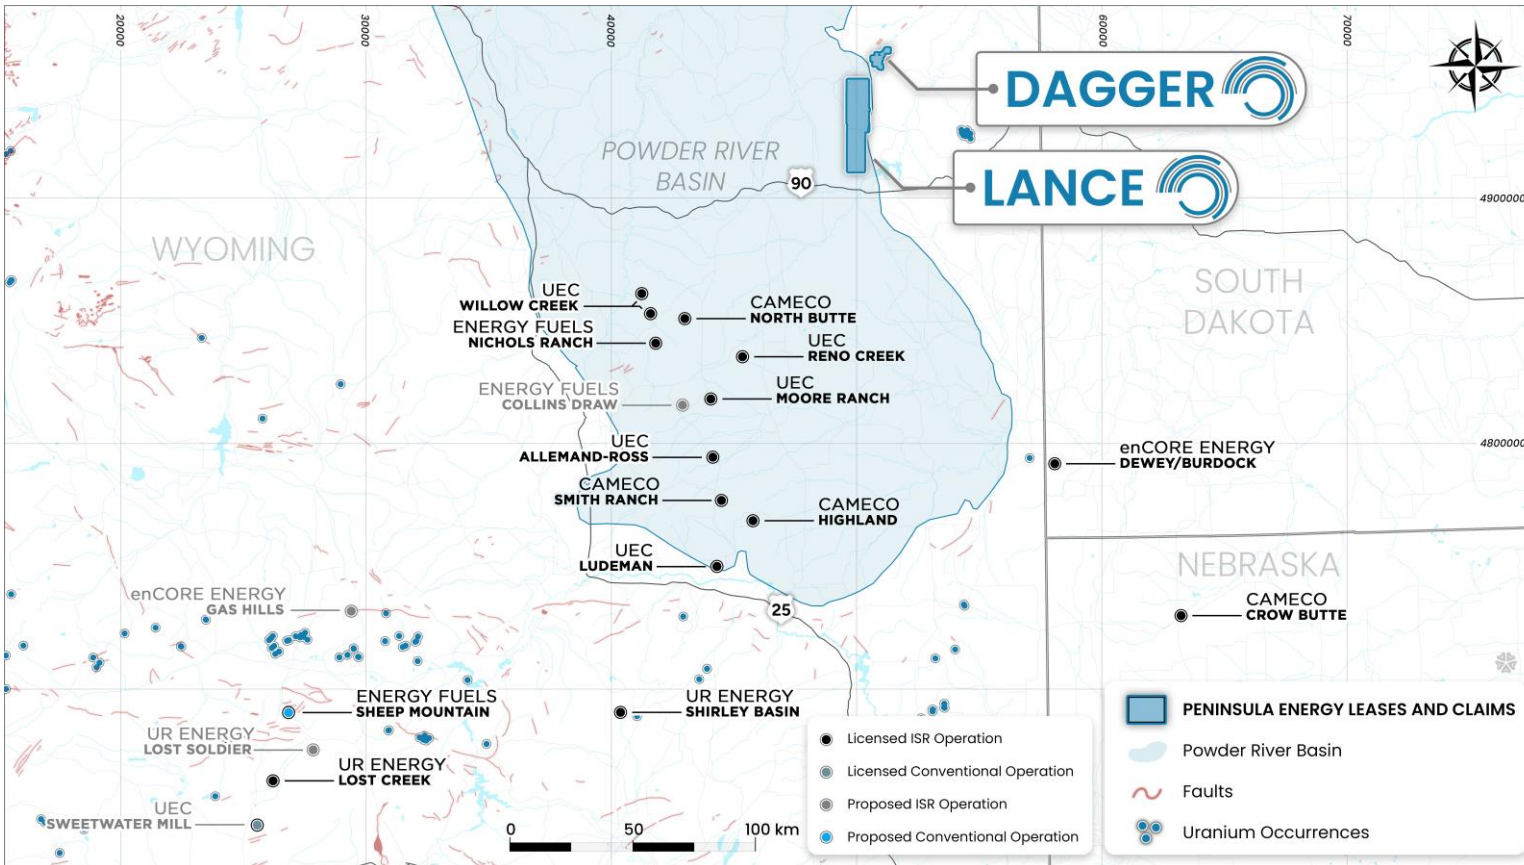 200000
300000
400000
600000
700000
DAGGER
POWDER RIVER
BASIN
90
LANCE
4900000
WYOMING
SOUTH
DAKOTA
UEC
WILLOW CREEK
CAMECO
NORTH BUTTE
ENERGY FUELS
NICHOLS RANCH
UEC
RENO CREEK
ENERGY FUELS
COLLINS DRAW
UEC
MOORE RANCH
UEC
ALLEMAND-ROSS
enCORE ENERGY
DEWEY/BURDOCK
4800000
CAMECO
SMITH RANCH
CAMECO
HIGHLAND
UEC
LUDEMAN
NEBRASKA
enCORE ENERGY
GAS HILLS
25
CAMECO
CROW BUTTE
ENERGY FUELS
SHEEP MOUNTAIN
UR ENERGY
SHIRLEY BASIN
UR ENERGY
LOST SOLDIER
UR ENERGY
LOST CREEK
UEC
SWEETWATER MILL
0 50 100 km
Licensed ISR Operation
Licensed Conventional Operation
Proposed ISR Operation
Proposed Conventional Operation
PENINSULA ENERGY LEASES AND CLAIMS
Powder River Basin
Faults
Uranium Occurrences